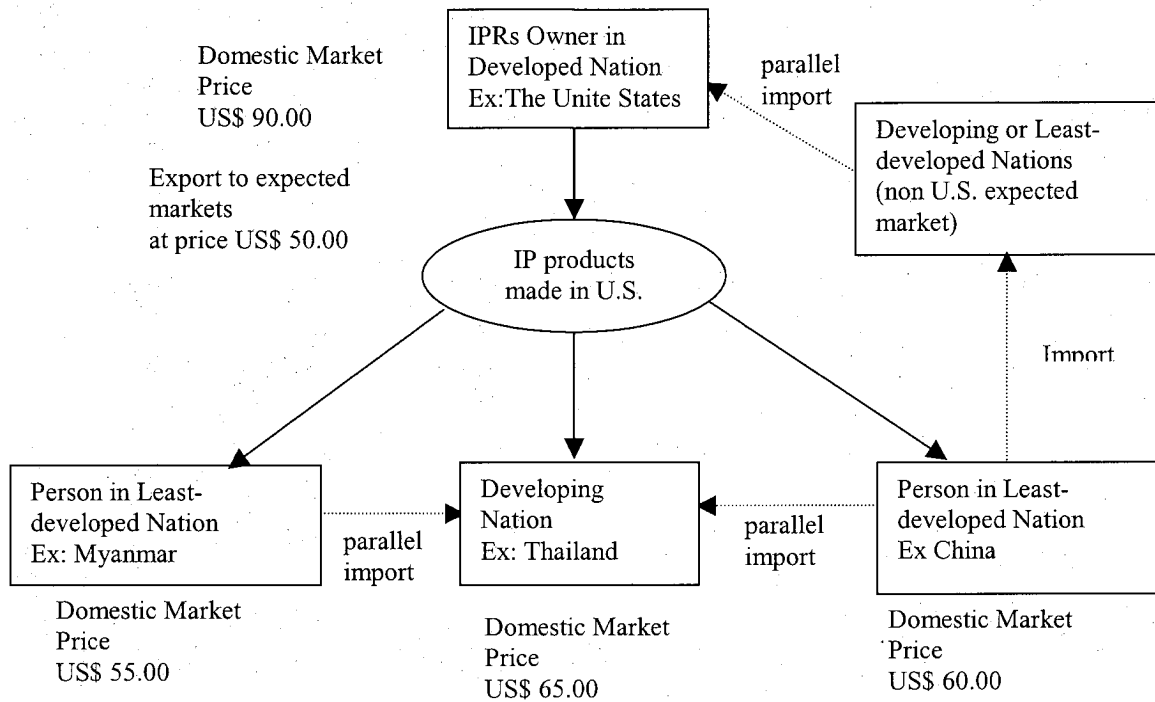 IPRs Owner in
Developed Nation
Ex:The Unite States
Domestic Market
Price
US$ 90.00
parallel
import
Developing or Least-
developed Nations
(non U.S. expected
market)
Export to expected
markets
at price US$ 50.00
IP products
made in U.S.
Import
Person in Least-
developed Nation
Ex: Myanmar
parallel
import
Developing
Nation
Ex: Thailand
parallel
import
Person in Least-
developed Nation
Ex China
Domestic Market
Price
US$ 55.00
Domestic Market
Price
US$ 65.00
Domestic Market
Price
US$ 60.00